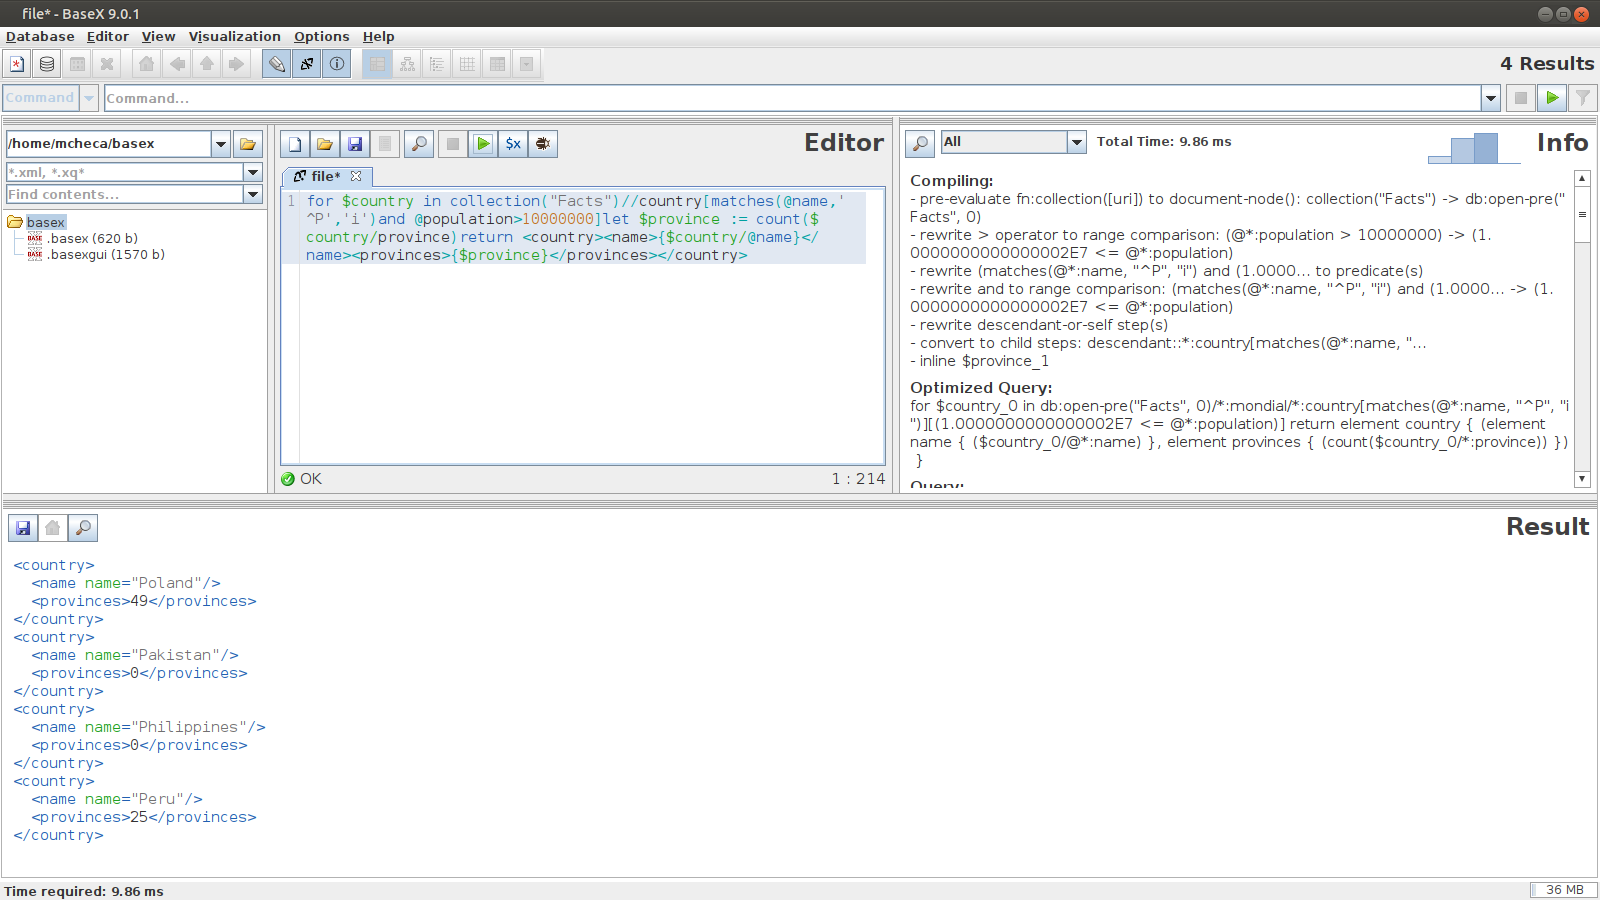 file* - BaseX 9.0.1
Database Editor View Visualization Options Help
4 Results
Command
Command...
/home/mcheca/basex
*.xml, *.xq*
Find contents...
basex
.basex (620 b)
.basexgui (1570 b)
$x
Editor
file*
1
for $country in collection("Facts")//country[matches(@name,'
^P','i')and @population>10000000]let $province := count($
country/province)return <country><name>{$country/@name}</
name><provinces>{$province}</provinces></country>
OK
1 : 214
All
Total Time: 9.86 ms
Info
Compiling:
- pre-evaluate fn:collection([uri]) to document-node(): collection("Facts") -> db:open-pre("
Facts", 0)
- rewrite > operator to range comparison: (@*:population > 10000000) -> (1.
0000000000000002E7 <= @*:population)
- rewrite (matches(@*:name, "^P", "i") and (1.0000... to predicate(s)
- rewrite and to range comparison: (matches(@*:name, "^P", "i") and (1.0000... -> (1.
0000000000000002E7 <= @*:population)
- rewrite descendant-or-self step(s)
- convert to child steps: descendant::*:country[matches(@*:name, "...
- inline $province_1
Optimized Query:
for $country_0 in db:open-pre("Facts", 0)/*:mondial/*:country[matches(@*:name, "^P", "i
")][(1.0000000000000002E7 <= @*:population)] return element country { (element
name { ($country_0/@*:name) }, element provinces { (count($country_0/*:province)) })
}
Query:
Result
<country>
<name name="Poland"/>
<provinces>49</provinces>
</country>
<country>
<name name="Pakistan"/>
<provinces>0</provinces>
</country>
<country>
<name name="Philippines"/>
<provinces>0</provinces>
</country>
<country>
<name name="Peru"/>
<provinces>25</provinces>
</country>
Time required: 9.86 ms
36 MB